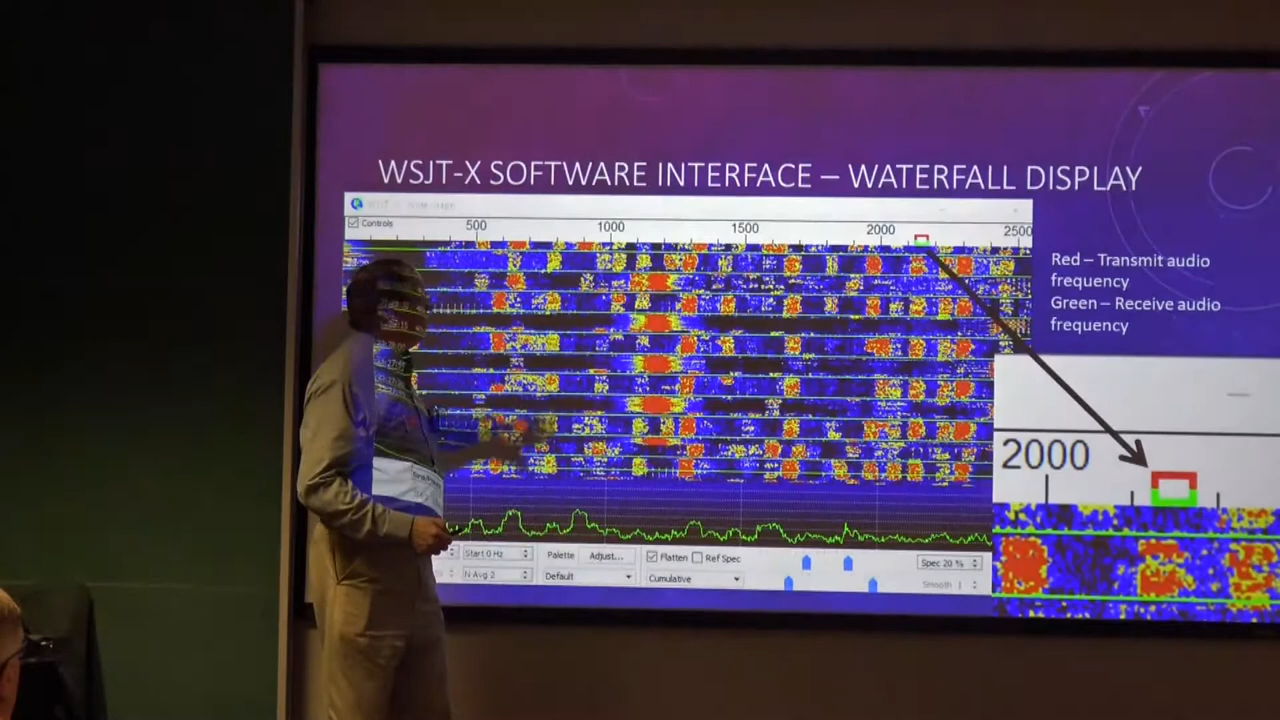 WSJT-X SOFTWARE INTERFACE – WATERFALL DISPLAY
Controls
500 1000 1500 2000 2500
Red – Transmit audio
frequency
Green – Receive audio
frequency
2000
Start 0 Hz
Palette
Adjust...
Flatten
Ref Spec
Spec 20 %
N Avg 2
Default
Cumulative
Smooth